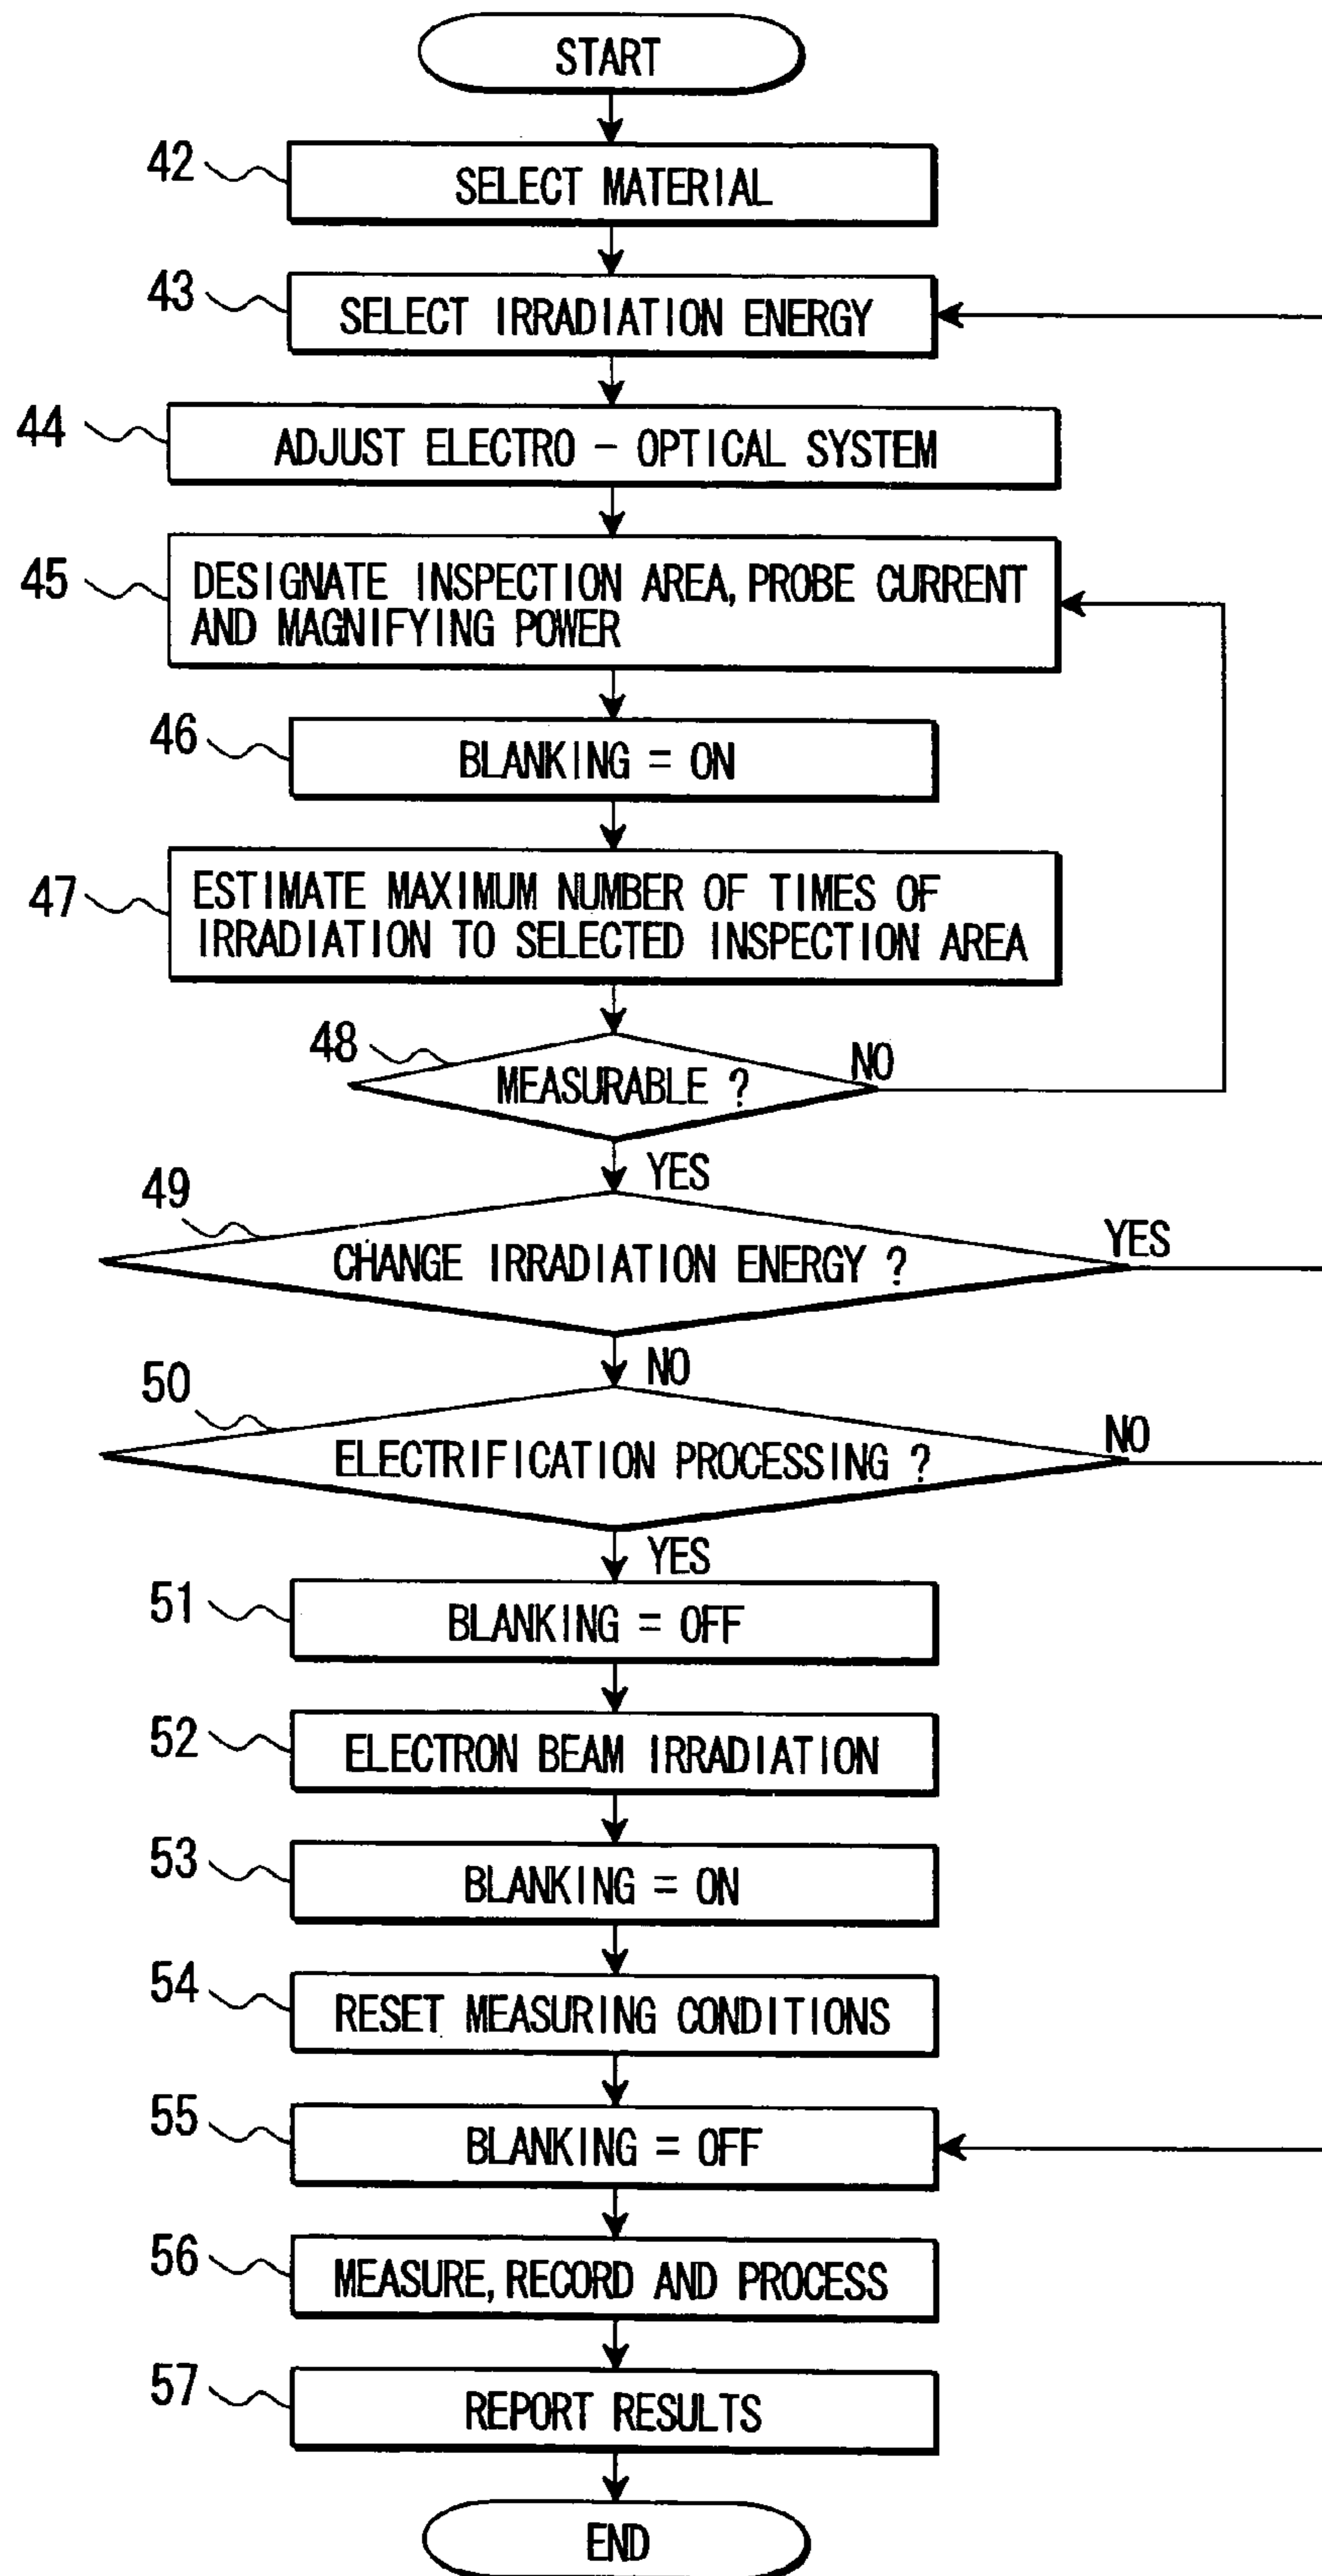 START
42
SELECT MATERIAL
43
SELECT IRRADIATION ENERGY
44
ADJUST ELECTRO - OPTICAL SYSTEM
45
DESIGNATE INSPECTION AREA, PROBE CURRENT
AND MAGNIFYING POWER
46
BLANKING = ON
47
ESTIMATE MAXIMUM NUMBER OF TIMES OF
IRRADIATION TO SELECTED INSPECTION AREA
48
MEASURABLE ?
NO
YES
49
CHANGE IRRADIATION ENERGY ?
YES
NO
50
ELECTRIFICATION PROCESSING ?
NO
YES
51
BLANKING = OFF
52
ELECTRON BEAM IRRADIATION
53
BLANKING = ON
54
RESET MEASURING CONDITIONS
55
BLANKING = OFF
56
MEASURE, RECORD AND PROCESS
57
REPORT RESULTS
END